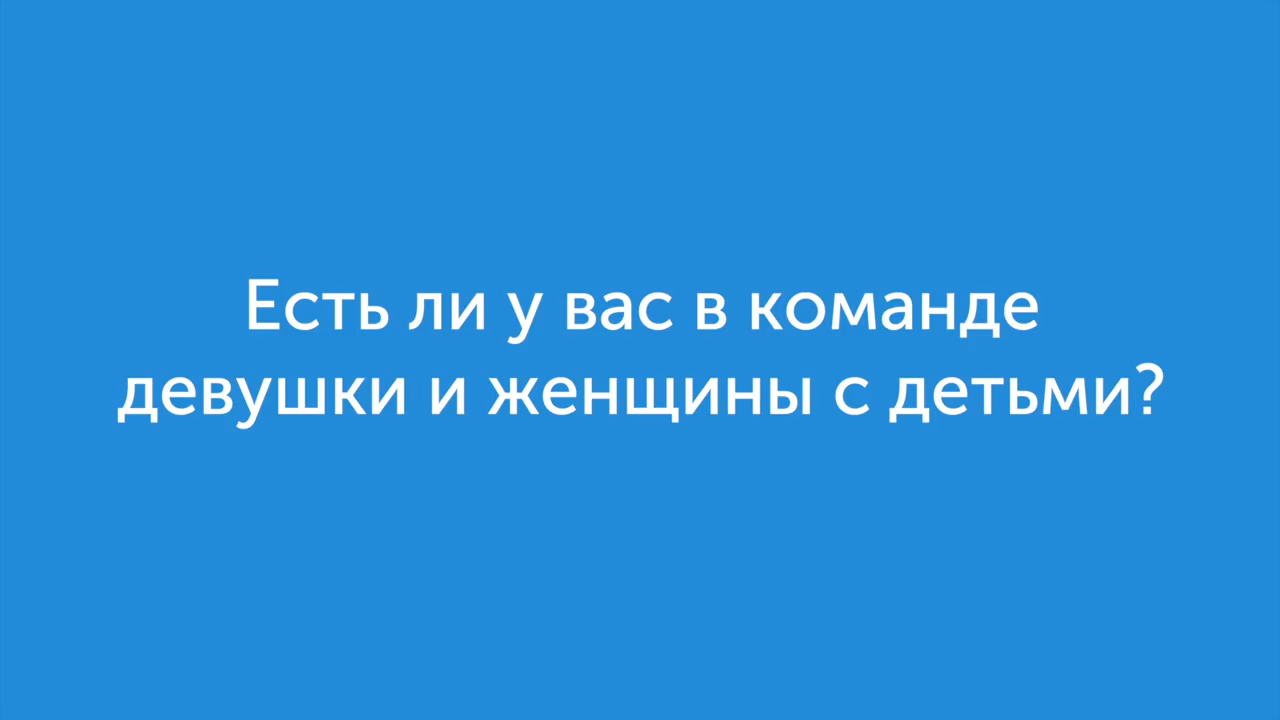 Есть ли у вас в команде
девушки и женщины с детьми?